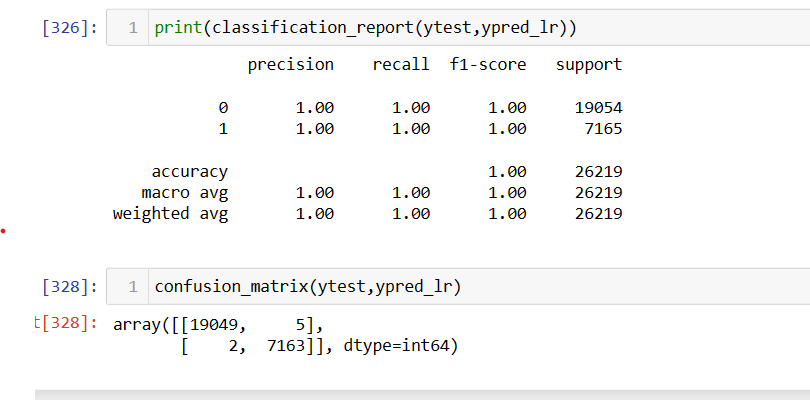 [326]: 1 print(classification_report(ytest,ypred_lr))
precision recall f1-score support
0 1.00 1.00 1.00 19054
1 1.00 1.00 1.00 7165
accuracy 1.00 26219
macro avg 1.00 1.00 1.00 26219
weighted avg 1.00 1.00 1.00 26219
[328]: 1 confusion_matrix(ytest,ypred_lr)
t[328]: array([[19049, 5],
[ 2, 7163]], dtype=int64)